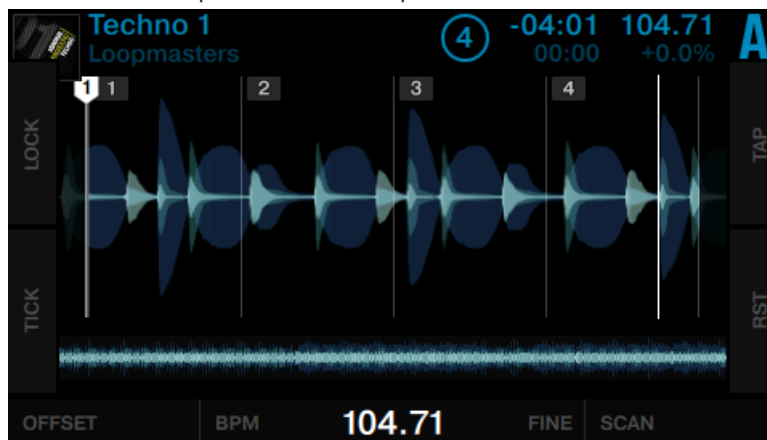 Techno 1
Loopmasters
4
-04:01
00:00
104.71
+0.0%
A
1
1
2
3
4
LOCK
TICK
TAP
RST
OFFSET
BPM
104.71
FINE
SCAN